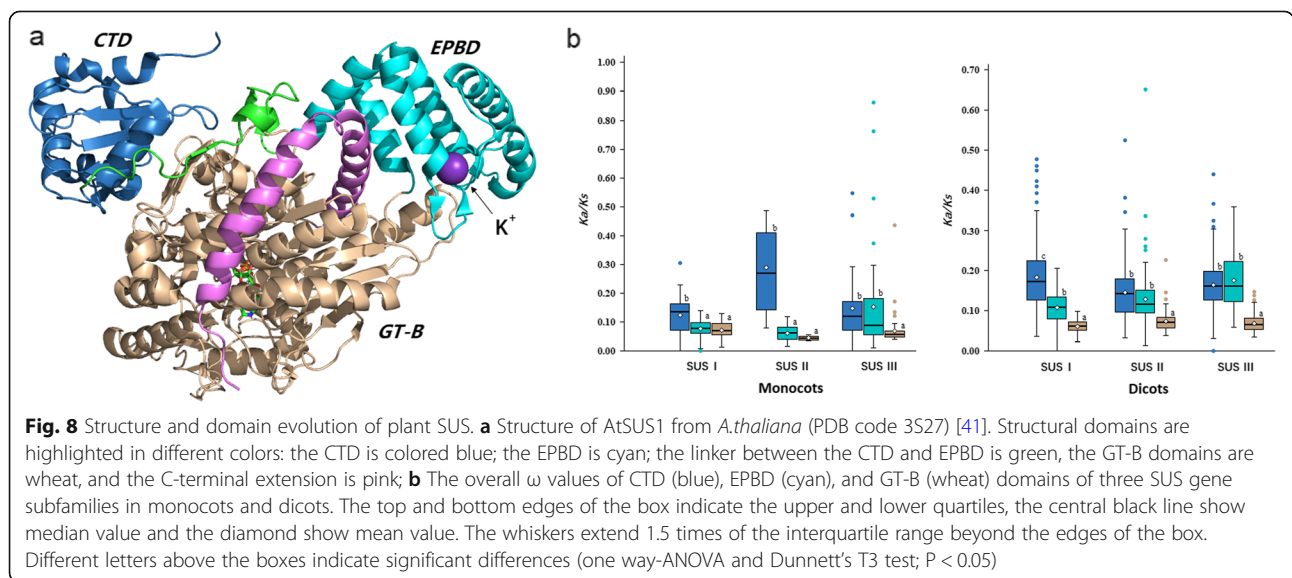 a
CTD
EPBD
K+
GT-B
b
1.00
0.90
0.80
0.70
0.60
0.50
0.40
0.30
0.20
0.10
0.00
Ka/Ks
b
a
a
b
a
a
b
b
a
SUS I
SUS II
SUS III
Monocots
0.70
0.60
0.50
0.40
0.30
0.20
0.10
0.00
Ka/Ks
c
b
a
b
b
a
b
b
a
SUS I
SUS II
SUS III
Dicots
Fig. 8 Structure and domain evolution of plant SUS. a Structure of AtSUS1 from A.thaliana (PDB code 3S27) [41]. Structural domains are
highlighted in different colors: the CTD is colored blue; the EPBD is cyan; the linker between the CTD and EPBD is green, the GT-B domains are
wheat, and the C-terminal extension is pink; b The overall ω values of CTD (blue), EPBD (cyan), and GT-B (wheat) domains of three SUS gene
subfamilies in monocots and dicots. The top and bottom edges of the box indicate the upper and lower quartiles, the central black line show
median value and the diamond show mean value. The whiskers extend 1.5 times of the interquartile range beyond the edges of the box.
Different letters above the boxes indicate significant differences (one way-ANOVA and Dunnett's T3 test; P < 0.05)